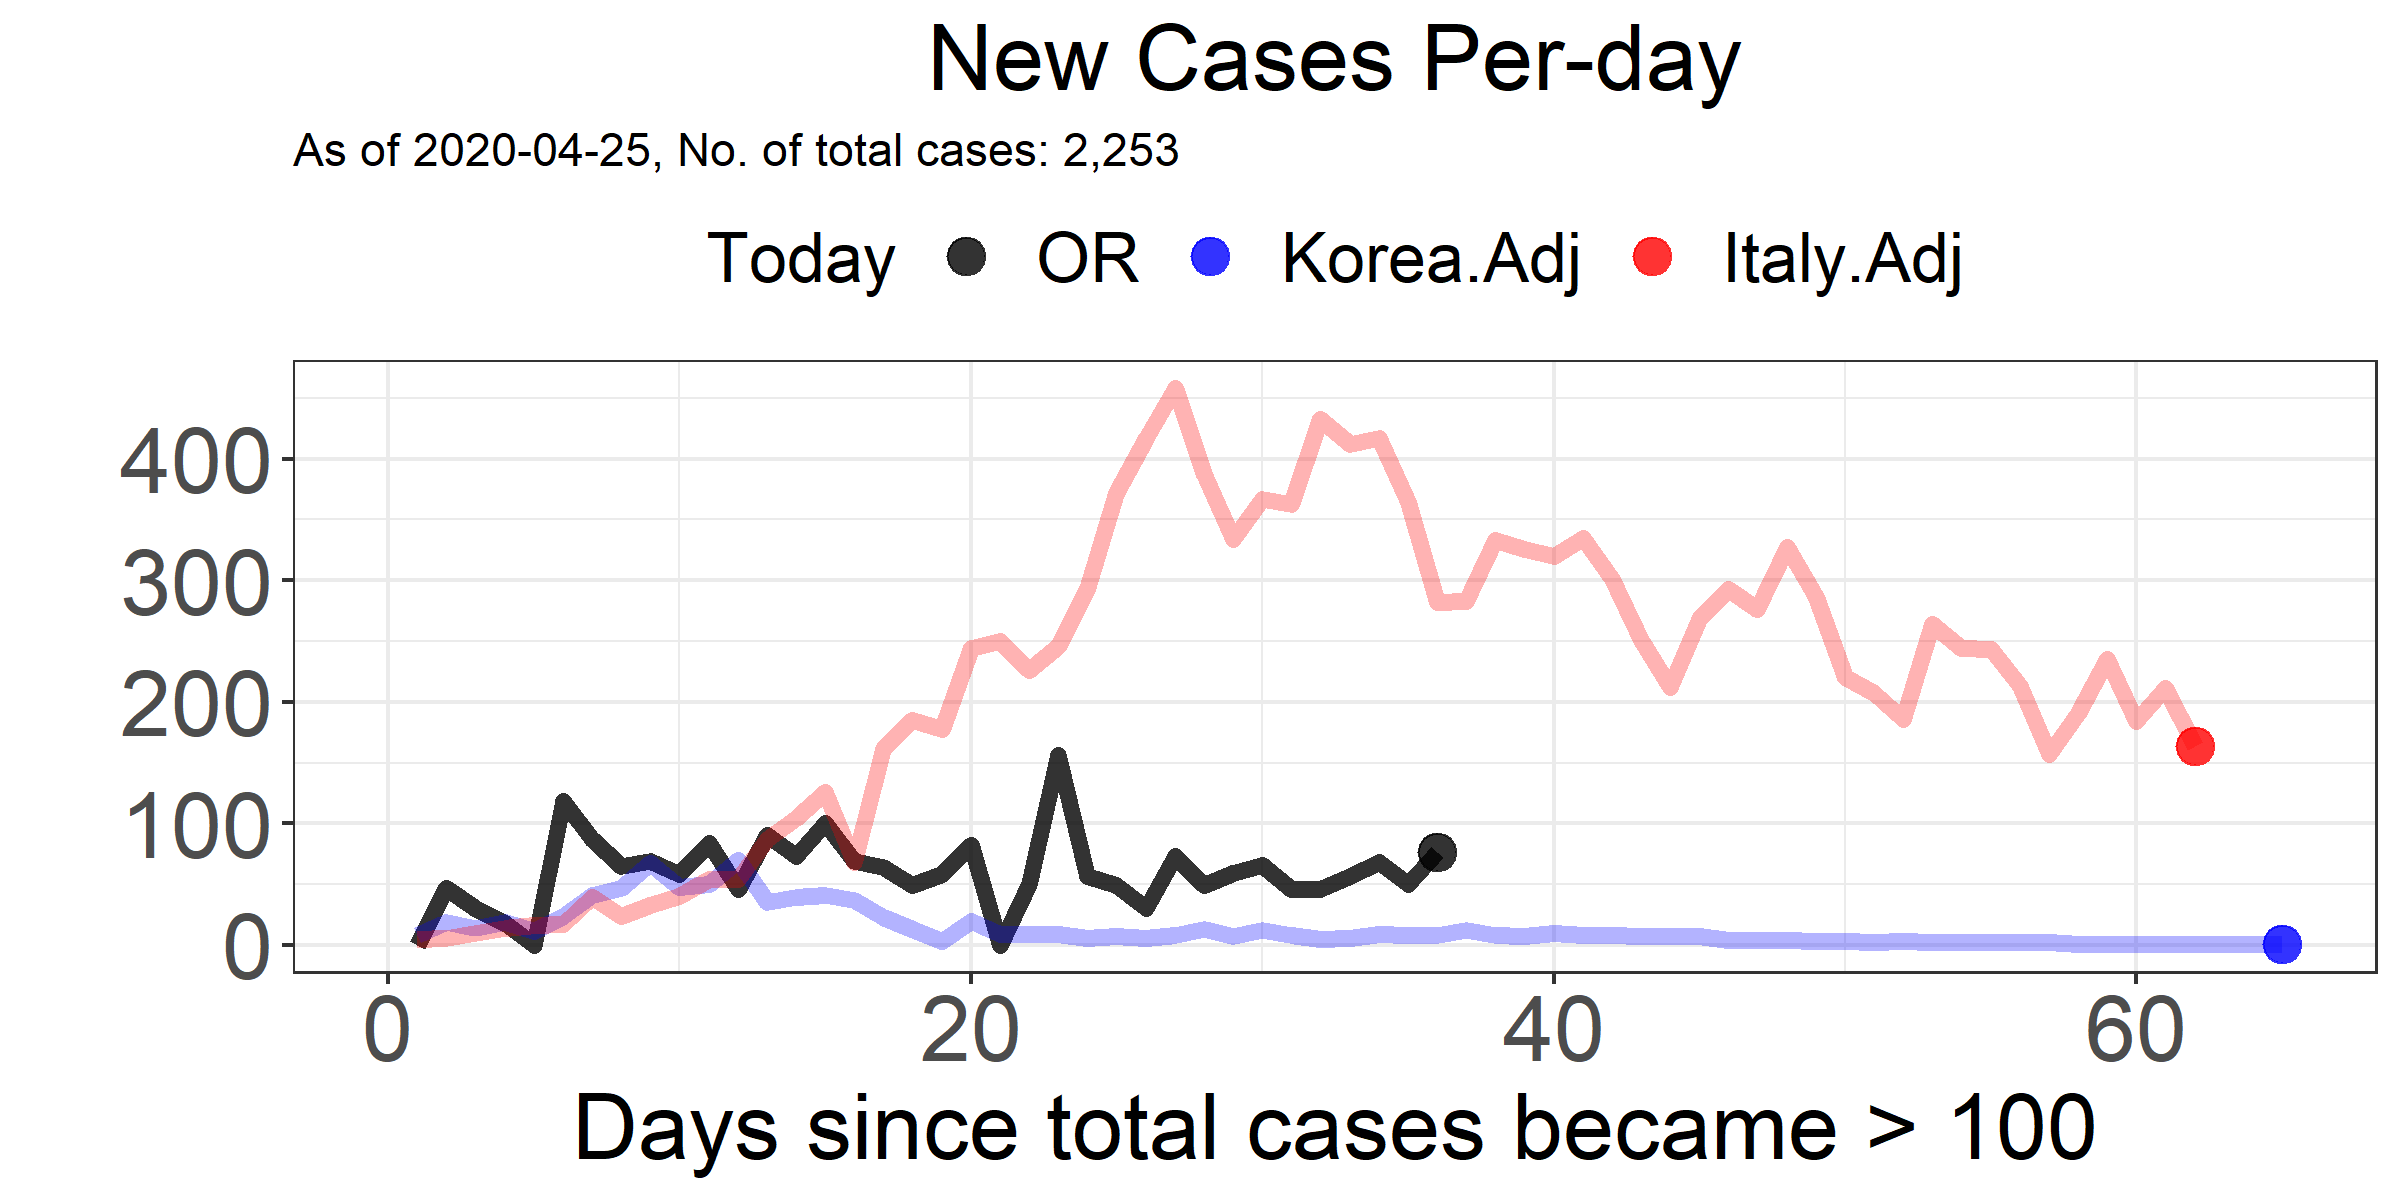 New Cases Per-day
As of 2020-04-25, No. of total cases: 2,253
Today OR Korea.Adj Italy.Adj
400
300
200
100
0
0 20 40 60
Days since total cases became > 100